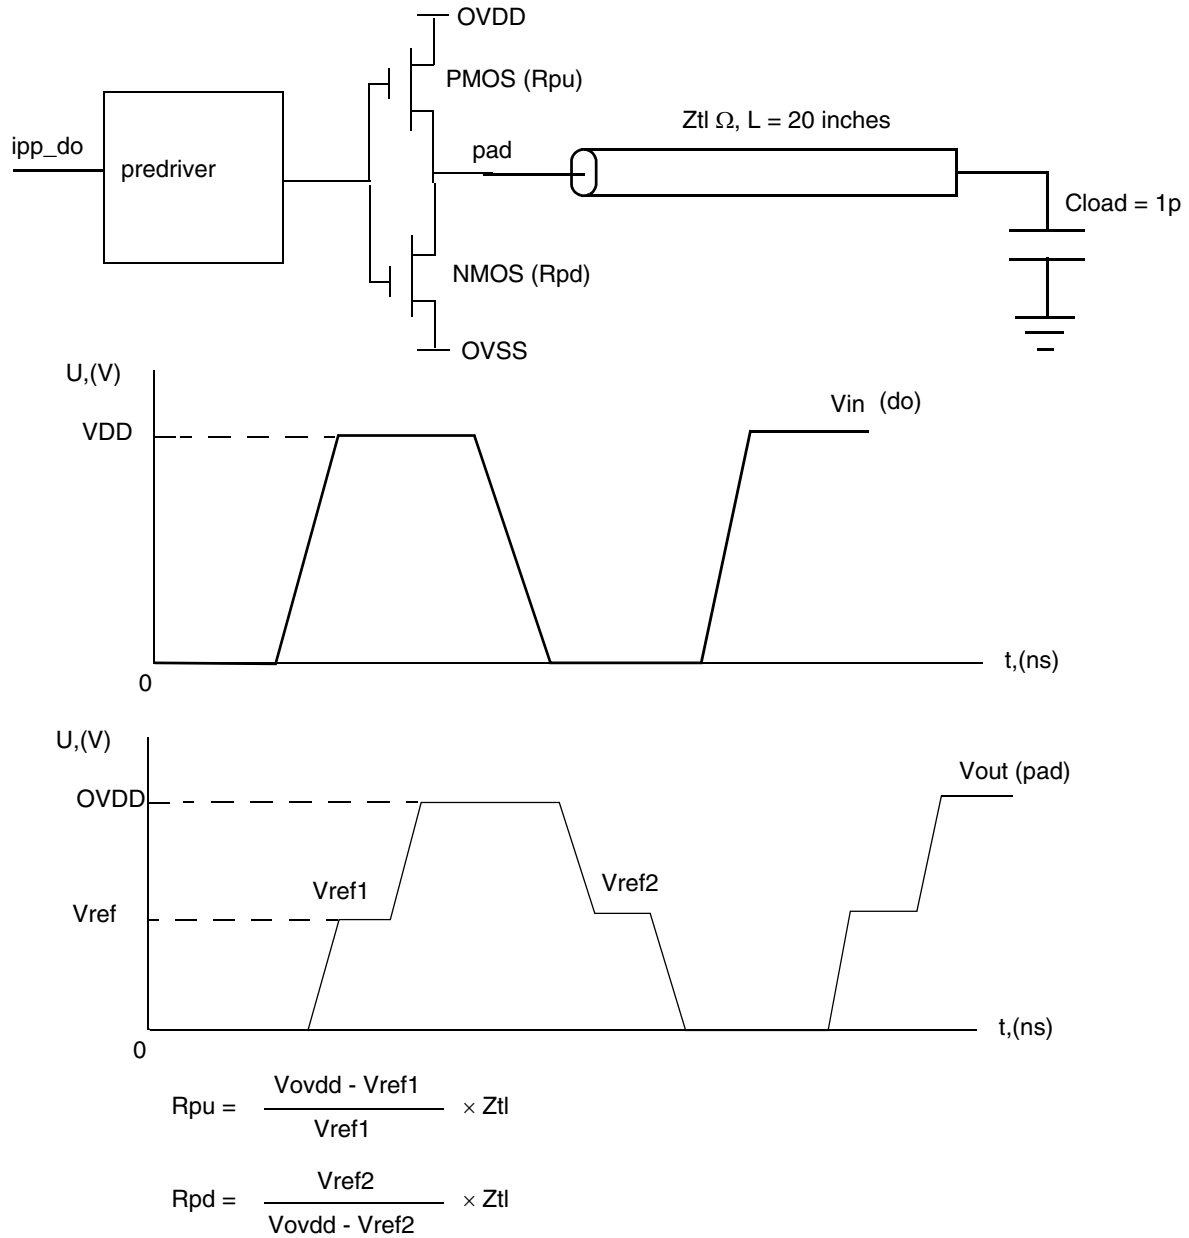 OVDD
PMOS (Rpu)
Ztl Ω, L = 20 inches
ipp_do
predriver
pad
Cload = 1p
NMOS (Rpd)
OVSS
U,(V)
VDD
Vin (do)
t,(ns)
0
U,(V)
OVDD
Vout (pad)
Vref1
Vref2
Vref
t,(ns)
0
Vovdd - Vref1
Rpu = × Ztl
Vref1
Vref2
Rpd = × Ztl
Vovdd - Vref2